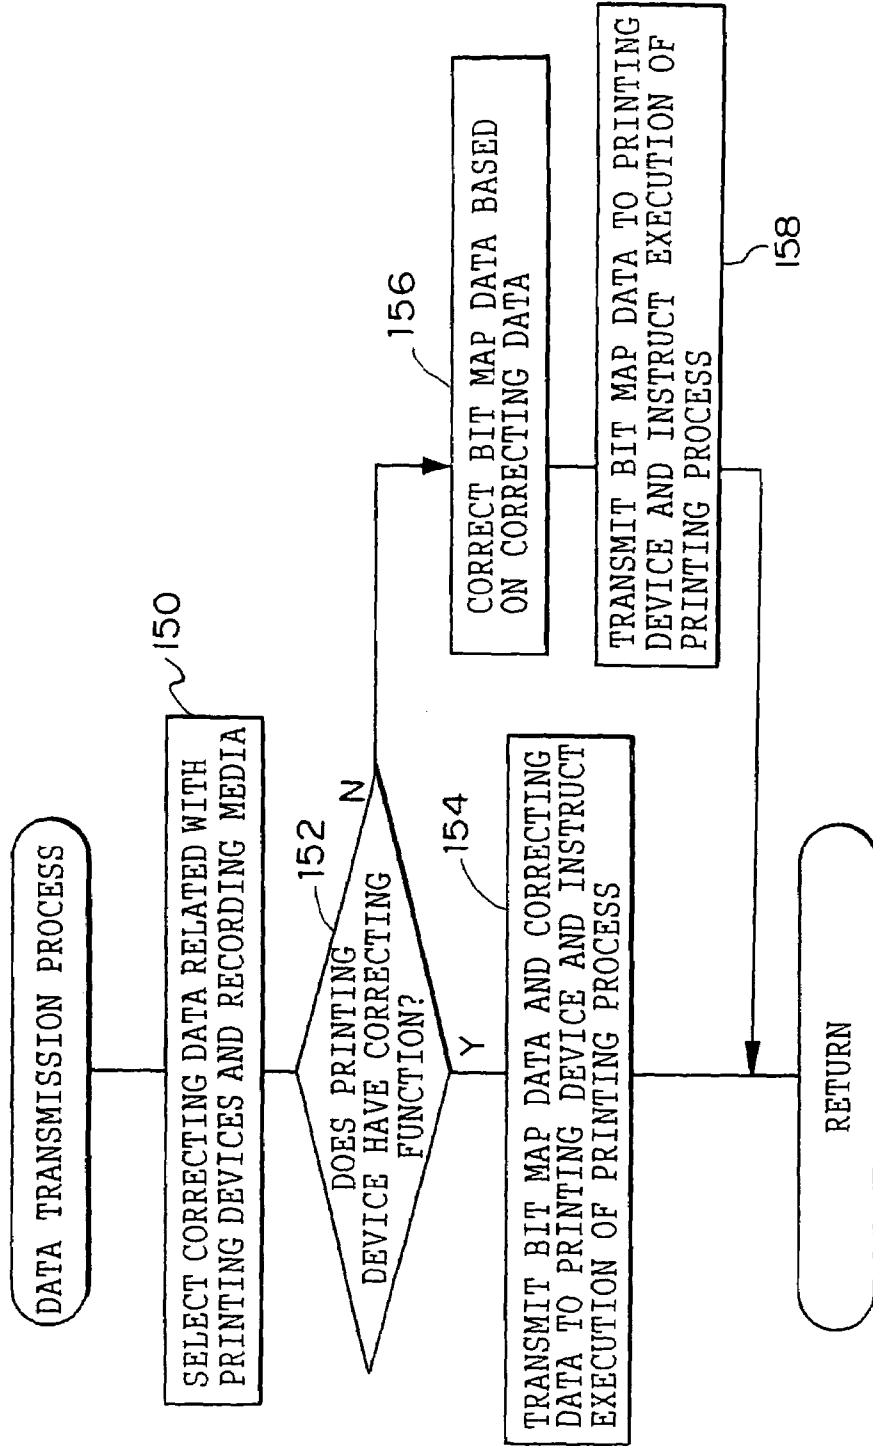 DATA TRANSMISSION PROCESS
150
SELECT CORRECTING DATA RELATED WITH
PRINTING DEVICES AND RECORDING MEDIA
152
DOES PRINTING
DEVICE HAVE CORRECTING
FUNCTION?
N
Y
154
TRANSMIT BIT MAP DATA AND CORRECTING
DATA TO PRINTING DEVICE AND INSTRUCT
EXECUTION OF PRINTING PROCESS
156
CORRECT BIT MAP DATA BASED
ON CORRECTING DATA
TRANSMIT BIT MAP DATA TO PRINTING
DEVICE AND INSTRUCT EXECUTION OF
PRINTING PROCESS
158
RETURN